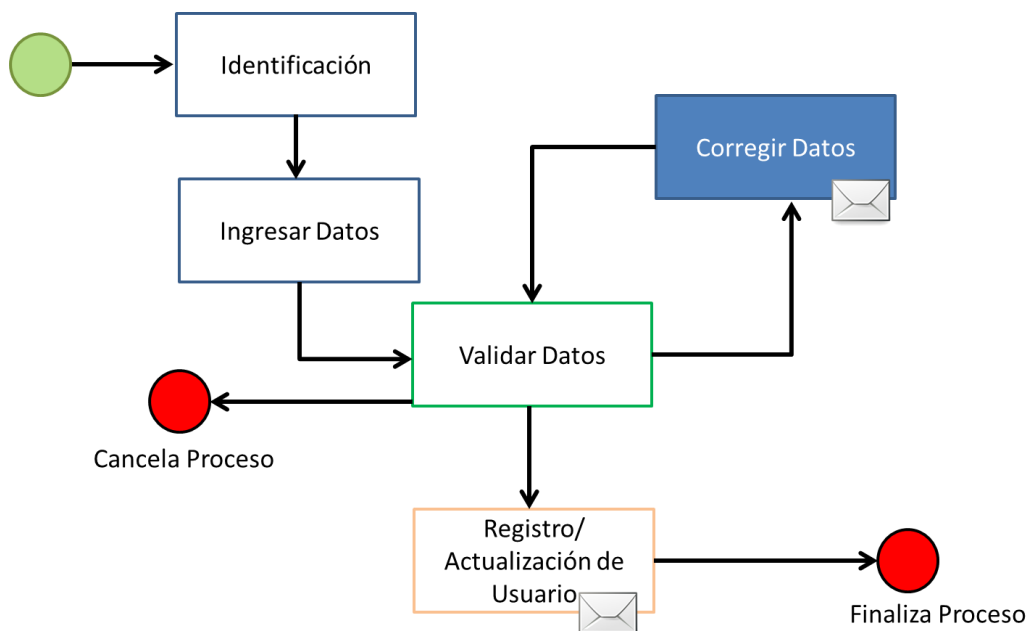 Identificación
Corregir Datos
Ingresar Datos
Validar Datos
Cancela Proceso
Registro/
Actualización de
Usuario
Finaliza Proceso